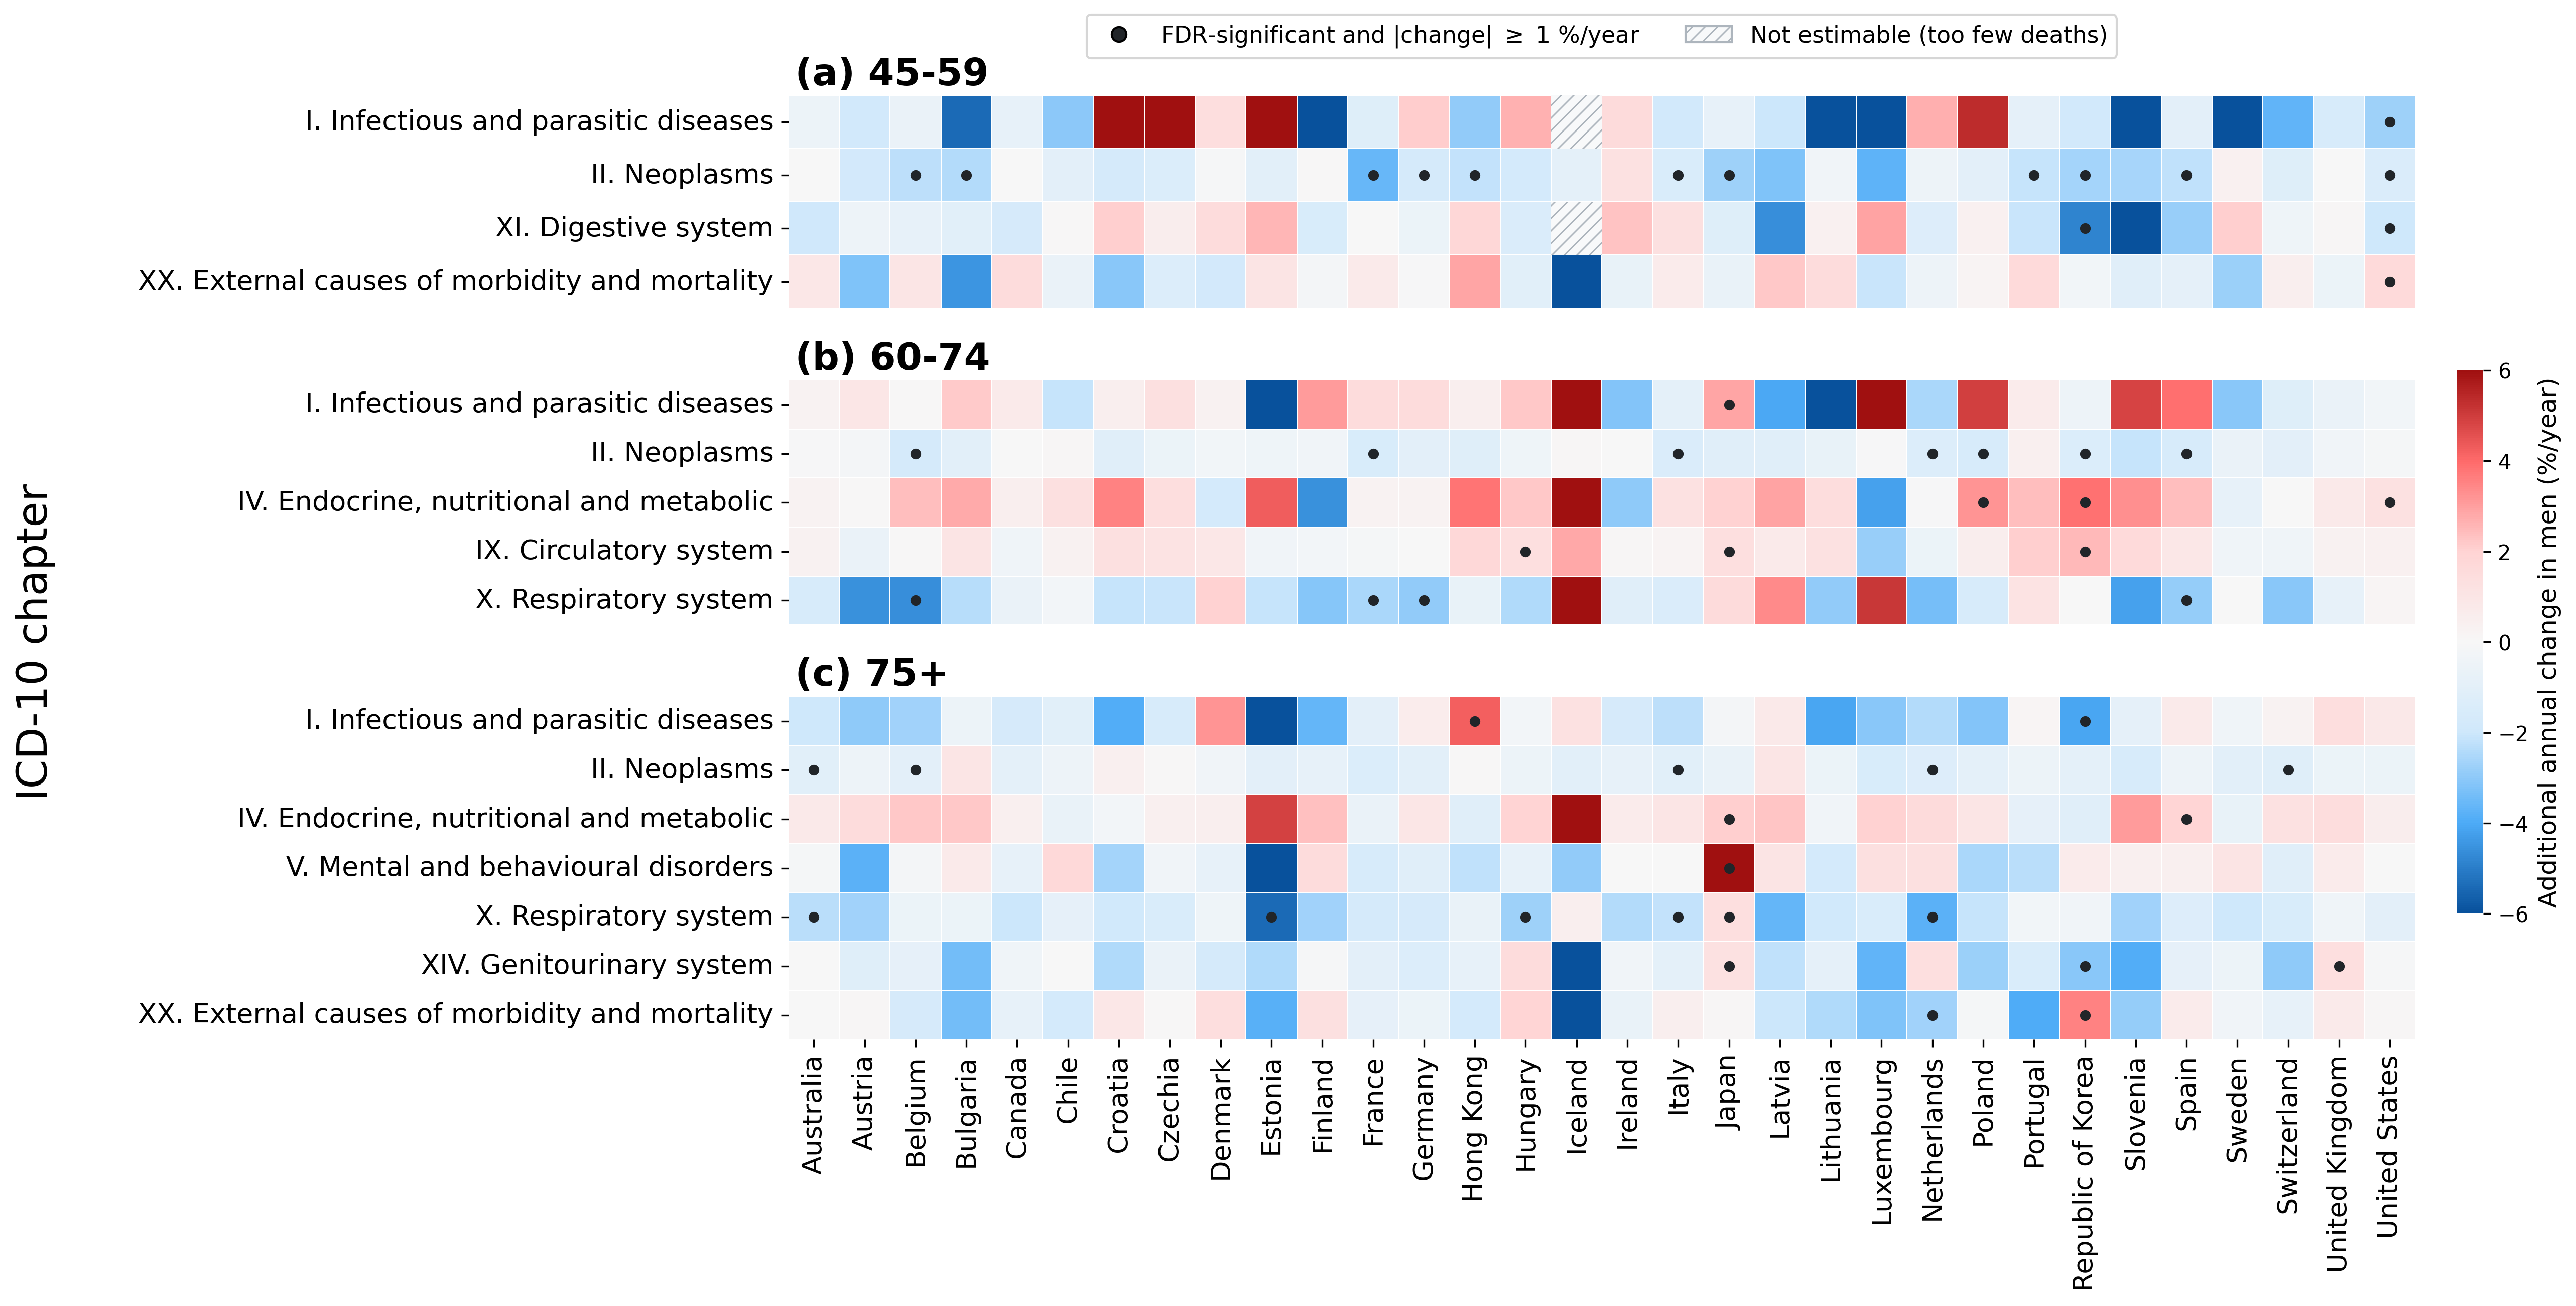 FDR-significant and |change| ≥ 1 %/year
Not estimable (too few deaths)
(a) 45-59
I. Infectious and parasitic diseases
II. Neoplasms
XI. Digestive system
XX. External causes of morbidity and mortality
(b) 60-74
I. Infectious and parasitic diseases
II. Neoplasms
IV. Endocrine, nutritional and metabolic
IX. Circulatory system
X. Respiratory system
(c) 75+
I. Infectious and parasitic diseases
II. Neoplasms
IV. Endocrine, nutritional and metabolic
V. Mental and behavioural disorders
X. Respiratory system
XIV. Genitourinary system
XX. External causes of morbidity and mortality
ICD-10 chapter
Australia
Austria
Belgium
Bulgaria
Canada
Chile
Croatia
Czechia
Denmark
Estonia
Finland
France
Germany
Hong Kong
Hungary
Iceland
Ireland
Italy
Japan
Latvia
Lithuania
Luxembourg
Netherlands
Poland
Portugal
Republic of Korea
Slovenia
Spain
Sweden
Switzerland
United Kingdom
United States
6
4
2
0
−2
−4
−6
Additional annual change in men (%/year)